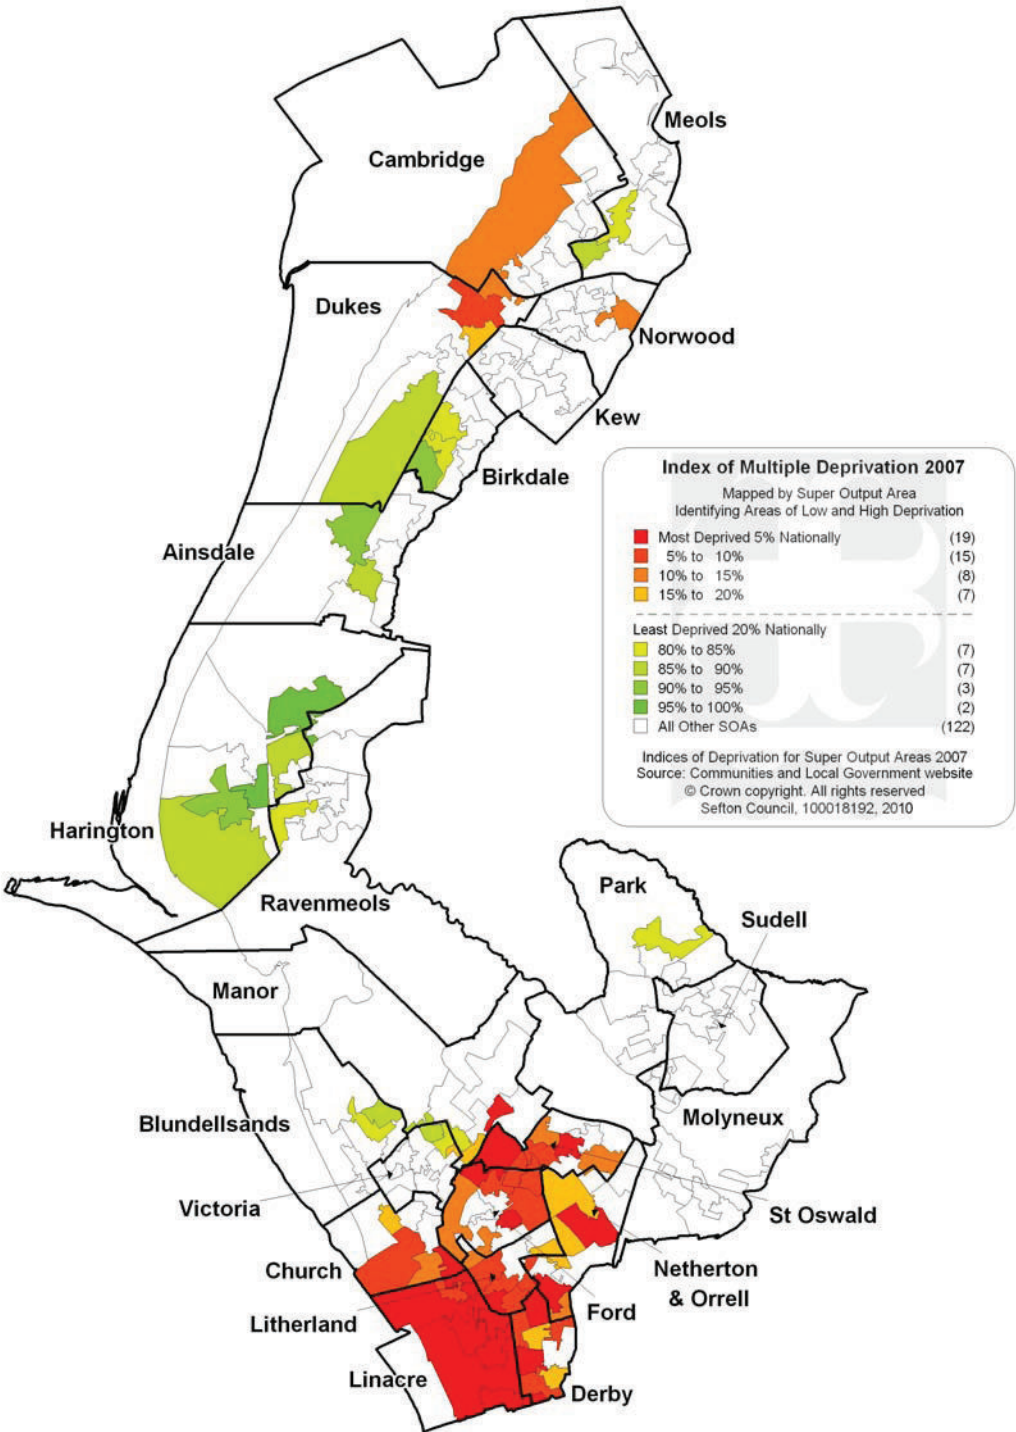 Meols
Cambridge
Dukes
Norwood
Kew
Birkdale
Ainsdale
Index of Multiple Deprivation 2007
Mapped by Super Output Area
Identifying Areas of Low and High Deprivation
Most Deprived 5% Nationally (19)
5% to 10% (15)
10% to 15% (8)
15% to 20% (7)
Least Deprived 20% Nationally
80% to 85% (7)
85% to 90% (7)
90% to 95% (3)
95% to 100% (2)
All Other SOAs (122)
Indices of Deprivation for Super Output Areas 2007
Source: Communities and Local Government website
© Crown copyright. All rights reserved
Sefton Council, 100018192, 2010
Harington
Ravenmeols
Park
Sudell
Manor
Blundellsands
Molyneux
Victoria
St Oswald
Church
Netherton
& Orrell
Litherland
Ford
Linacre
Derby